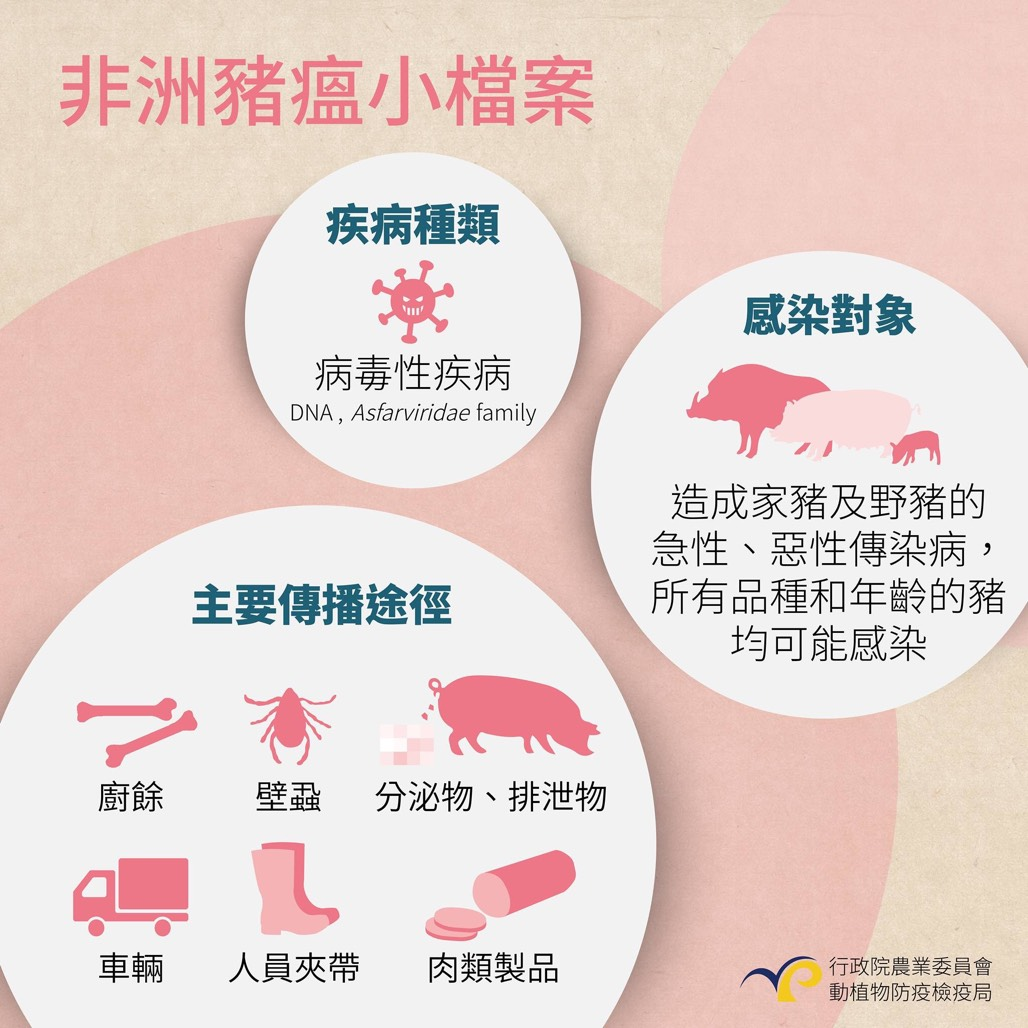 非洲豬瘟小檔案
疾病種類
病毒性疾病
DNA , Asfarviridae family
感染對象
造成家豬及野豬的
急性、惡性傳染病，
所有品種和年齡的豬
均可能感染
主要傳播途徑
廚餘
壁蝨
分泌物、排泄物
車輛
人員夾帶
肉類製品
行政院農業委員會
動植物防疫檢疫局